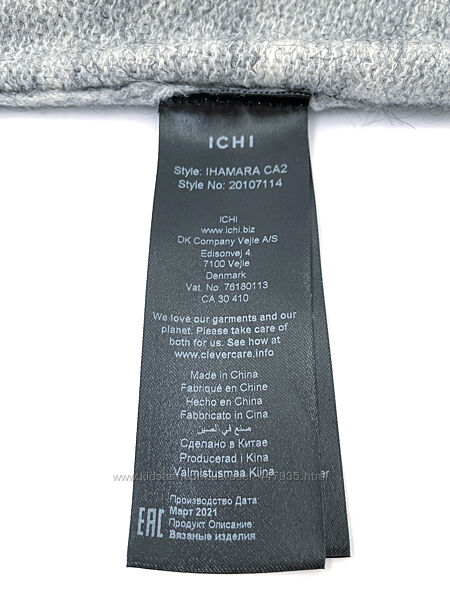 ICHI
Style: IHAMARA CA2
Style No: 20107114
ICHI
www.ichi.biz
DK Company Vejle A/S
Edisonvej 4
7100 Vejle
Denmark
Vat. No. 76180113
CA 30 410
We love our garments and our
planet. Please take care of
both for us. See how at
www.clevercare.info
Made in China
Fabriqué en Chine
Hecho en China
Fabbricato in Cina
صنع في الصين
Сделано в Китае
Producerad i Kina
Valmistusmaa Kiina
Производство Дата:
Март 2021
Продукт Описание:
Вязаные изделия
EAC